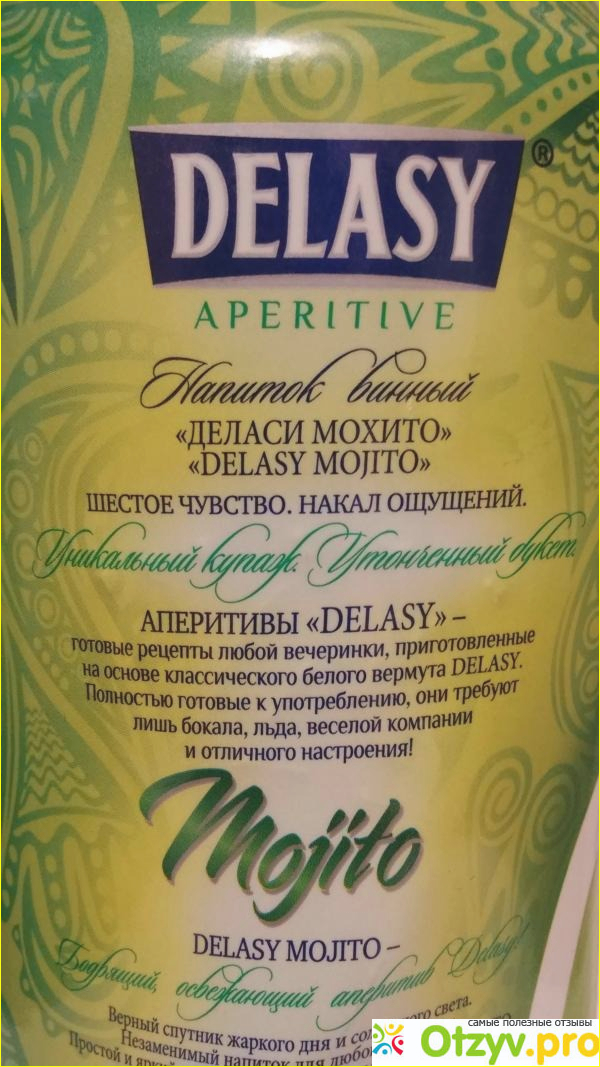 DELASY
®
APERITIVE
Напиток винный
«ДЕЛАСИ МОХИТО»
«DELASY MOJITO»
ШЕСТОЕ ЧУВСТВО. НАКАЛ ОЩУЩЕНИЙ.
Уникальный купаж. Утонченный букет.
АПЕРИТИВЫ «DELASY» –
готовые рецепты любой вечеринки, приготовленные
на основе классического белого вермута DELASY.
Полностью готовые к употреблению, они требуют
лишь бокала, льда, веселой компании
и отличного настроения!
Mojito
DELASY MOJITO –
Бодрящий, освежающий аперитив Delasy!
Верный спутник жаркого дня и света.
Незаменимый напиток для
Простой и
самые полезные отзывы
Otzyv.pro